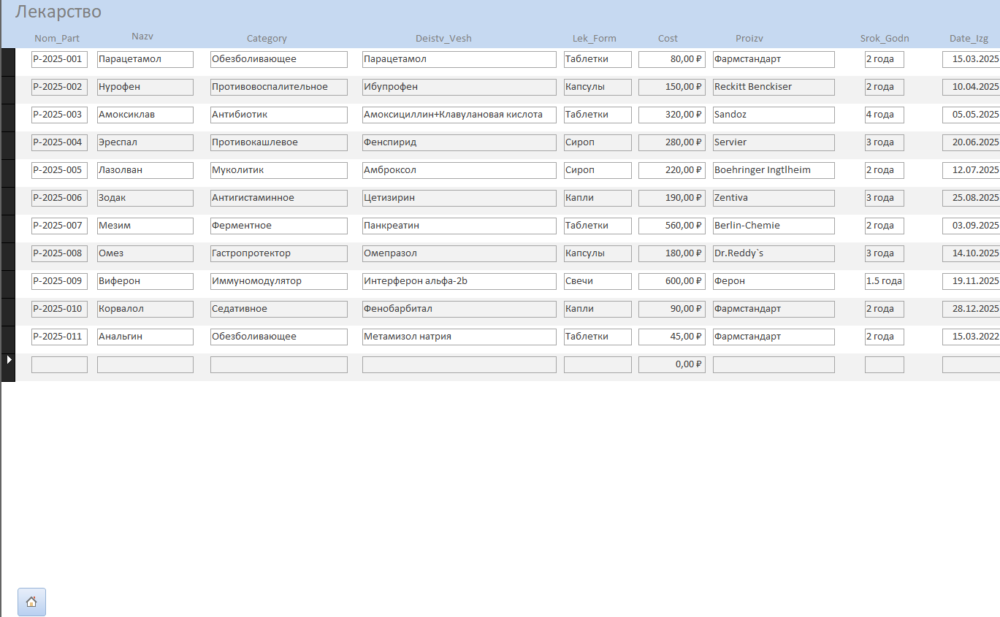 Лекарство
Nom_Part Nazv Category Deistv_Vesh Lek_Form Cost Proizv Srok_Godn Date_Izg
P-2025-001 Парацетамол Обезболивающее Парацетамол Таблетки 80,00 ₽ Фармстандарт 2 года 15.03.2025
P-2025-002 Нурофен Противовоспалительное Ибупрофен Капсулы 150,00 ₽ Reckitt Benckiser 2 года 10.04.2025
P-2025-003 Амоксиклав Антибиотик Амоксициллин+Клавулановая кислота Таблетки 320,00 ₽ Sandoz 4 года 05.05.2025
P-2025-004 Эреспал Противокашлевое Фенспирид Сироп 280,00 ₽ Servier 3 года 20.06.2025
P-2025-005 Лазолван Муколитик Амброксол Сироп 220,00 ₽ Boehringer Ingtlheim 2 года 12.07.2025
P-2025-006 Зодак Антигистаминное Цетизирин Капли 190,00 ₽ Zentiva 3 года 25.08.2025
P-2025-007 Мезим Ферментное Панкреатин Таблетки 560,00 ₽ Berlin-Chemie 2 года 03.09.2025
P-2025-008 Омез Гастропротектор Омепразол Капсулы 180,00 ₽ Dr.Reddy`s 3 года 14.10.2025
P-2025-009 Виферон Иммуномодулятор Интерферон альфа-2b Свечи 600,00 ₽ Ферон 1.5 года 19.11.2025
P-2025-010 Корвалол Седативное Фенобарбитал Капли 90,00 ₽ Фармстандарт 2 года 28.12.2025
P-2025-011 Анальгин Обезболивающее Метамизол натрия Таблетки 45,00 ₽ Фармстандарт 2 года 15.03.2022
0,00 ₽